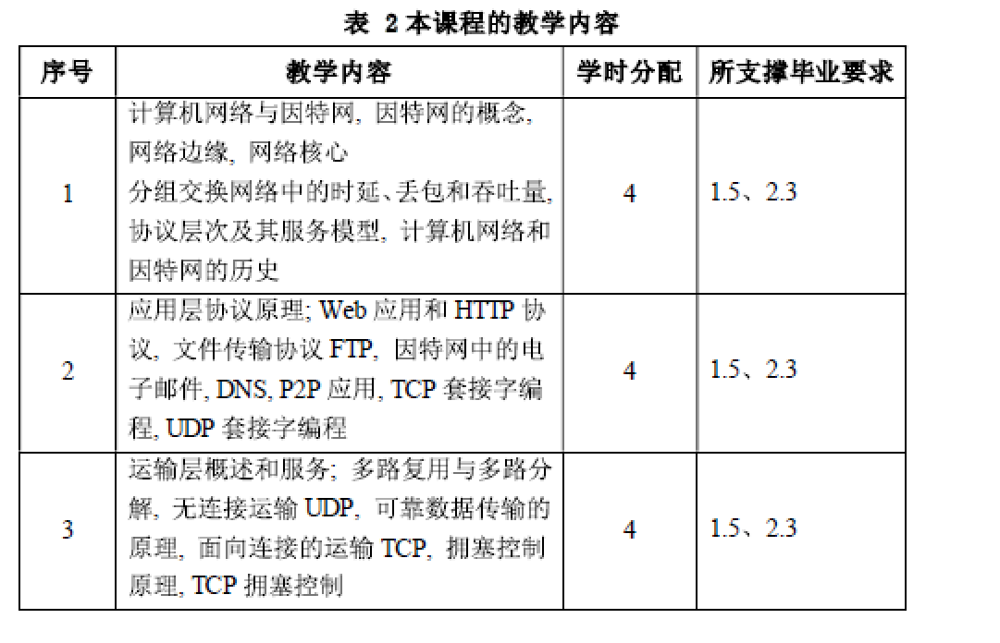 表 2 本课程的教学内容
序号 教学内容 学时分配 所支撑毕业要求
计算机网络与因特网, 因特网的概念,
网络边缘, 网络核心
1 分组交换网络中的时延、丢包和吞吐量, 4 1.5、2.3
协议层次及其服务模型, 计算机网络和
因特网的历史
应用层协议原理; Web 应用和 HTTP 协
议, 文件传输协议 FTP, 因特网中的电
2 4 1.5、2.3
子邮件, DNS, P2P 应用, TCP 套接字编
程, UDP 套接字编程
运输层概述和服务; 多路复用与多路分
解, 无连接运输 UDP, 可靠数据传输的
3 4 1.5、2.3
原理, 面向连接的运输 TCP, 拥塞控制
原理, TCP 拥塞控制